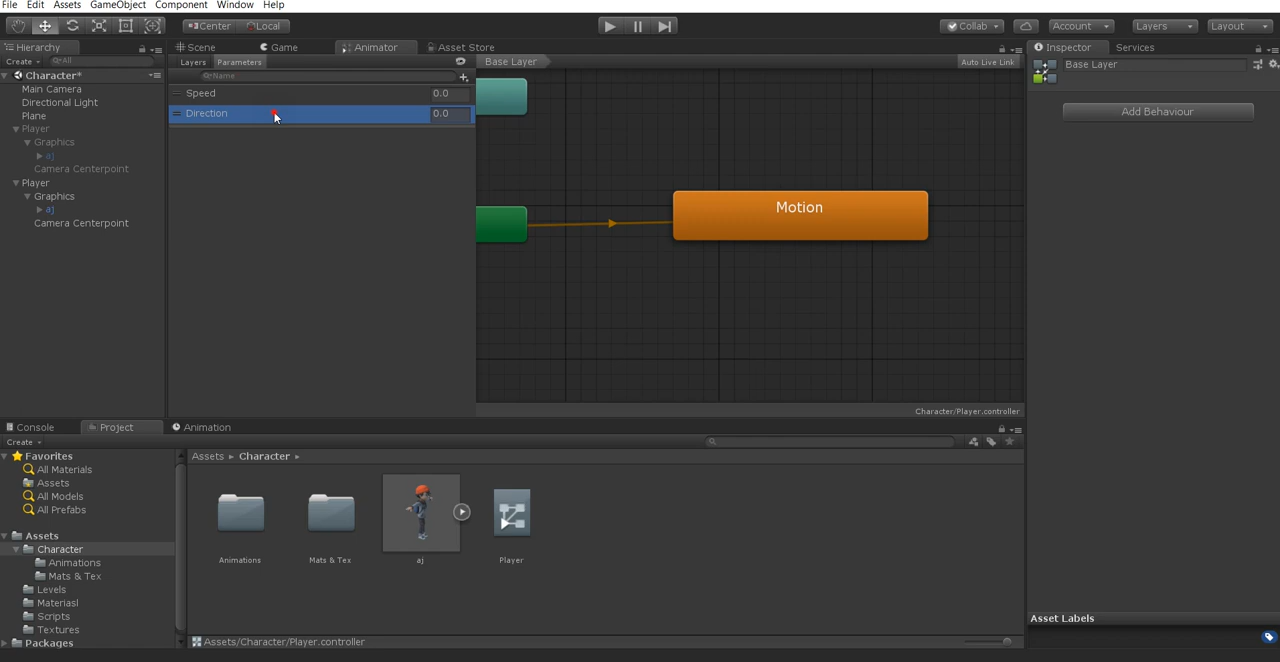 File Edit Assets GameObject Component Window Help
Center Local Collab Account Layers Layout
Hierarchy Scene Game Animator Asset Store Inspector Services
Create All Layers Parameters Base Layer Auto Live Link Base Layer
Name
Character*
Main Camera
Directional Light
Plane
Player
Graphics
aj
Camera Centerpoint
Player
Graphics
aj
Camera Centerpoint
Speed 0.0
Direction 0.0
Motion
Character/Player.controller
Add Behaviour
Console Project Animation
Create
Favorites
All Materials
Assets
All Models
All Prefabs
Assets
Character
Animations
Mats & Tex
Levels
Materiasl
Scripts
Textures
Packages
Assets Character
Animations Mats & Tex aj Player
Assets/Character/Player.controller
Asset Labels